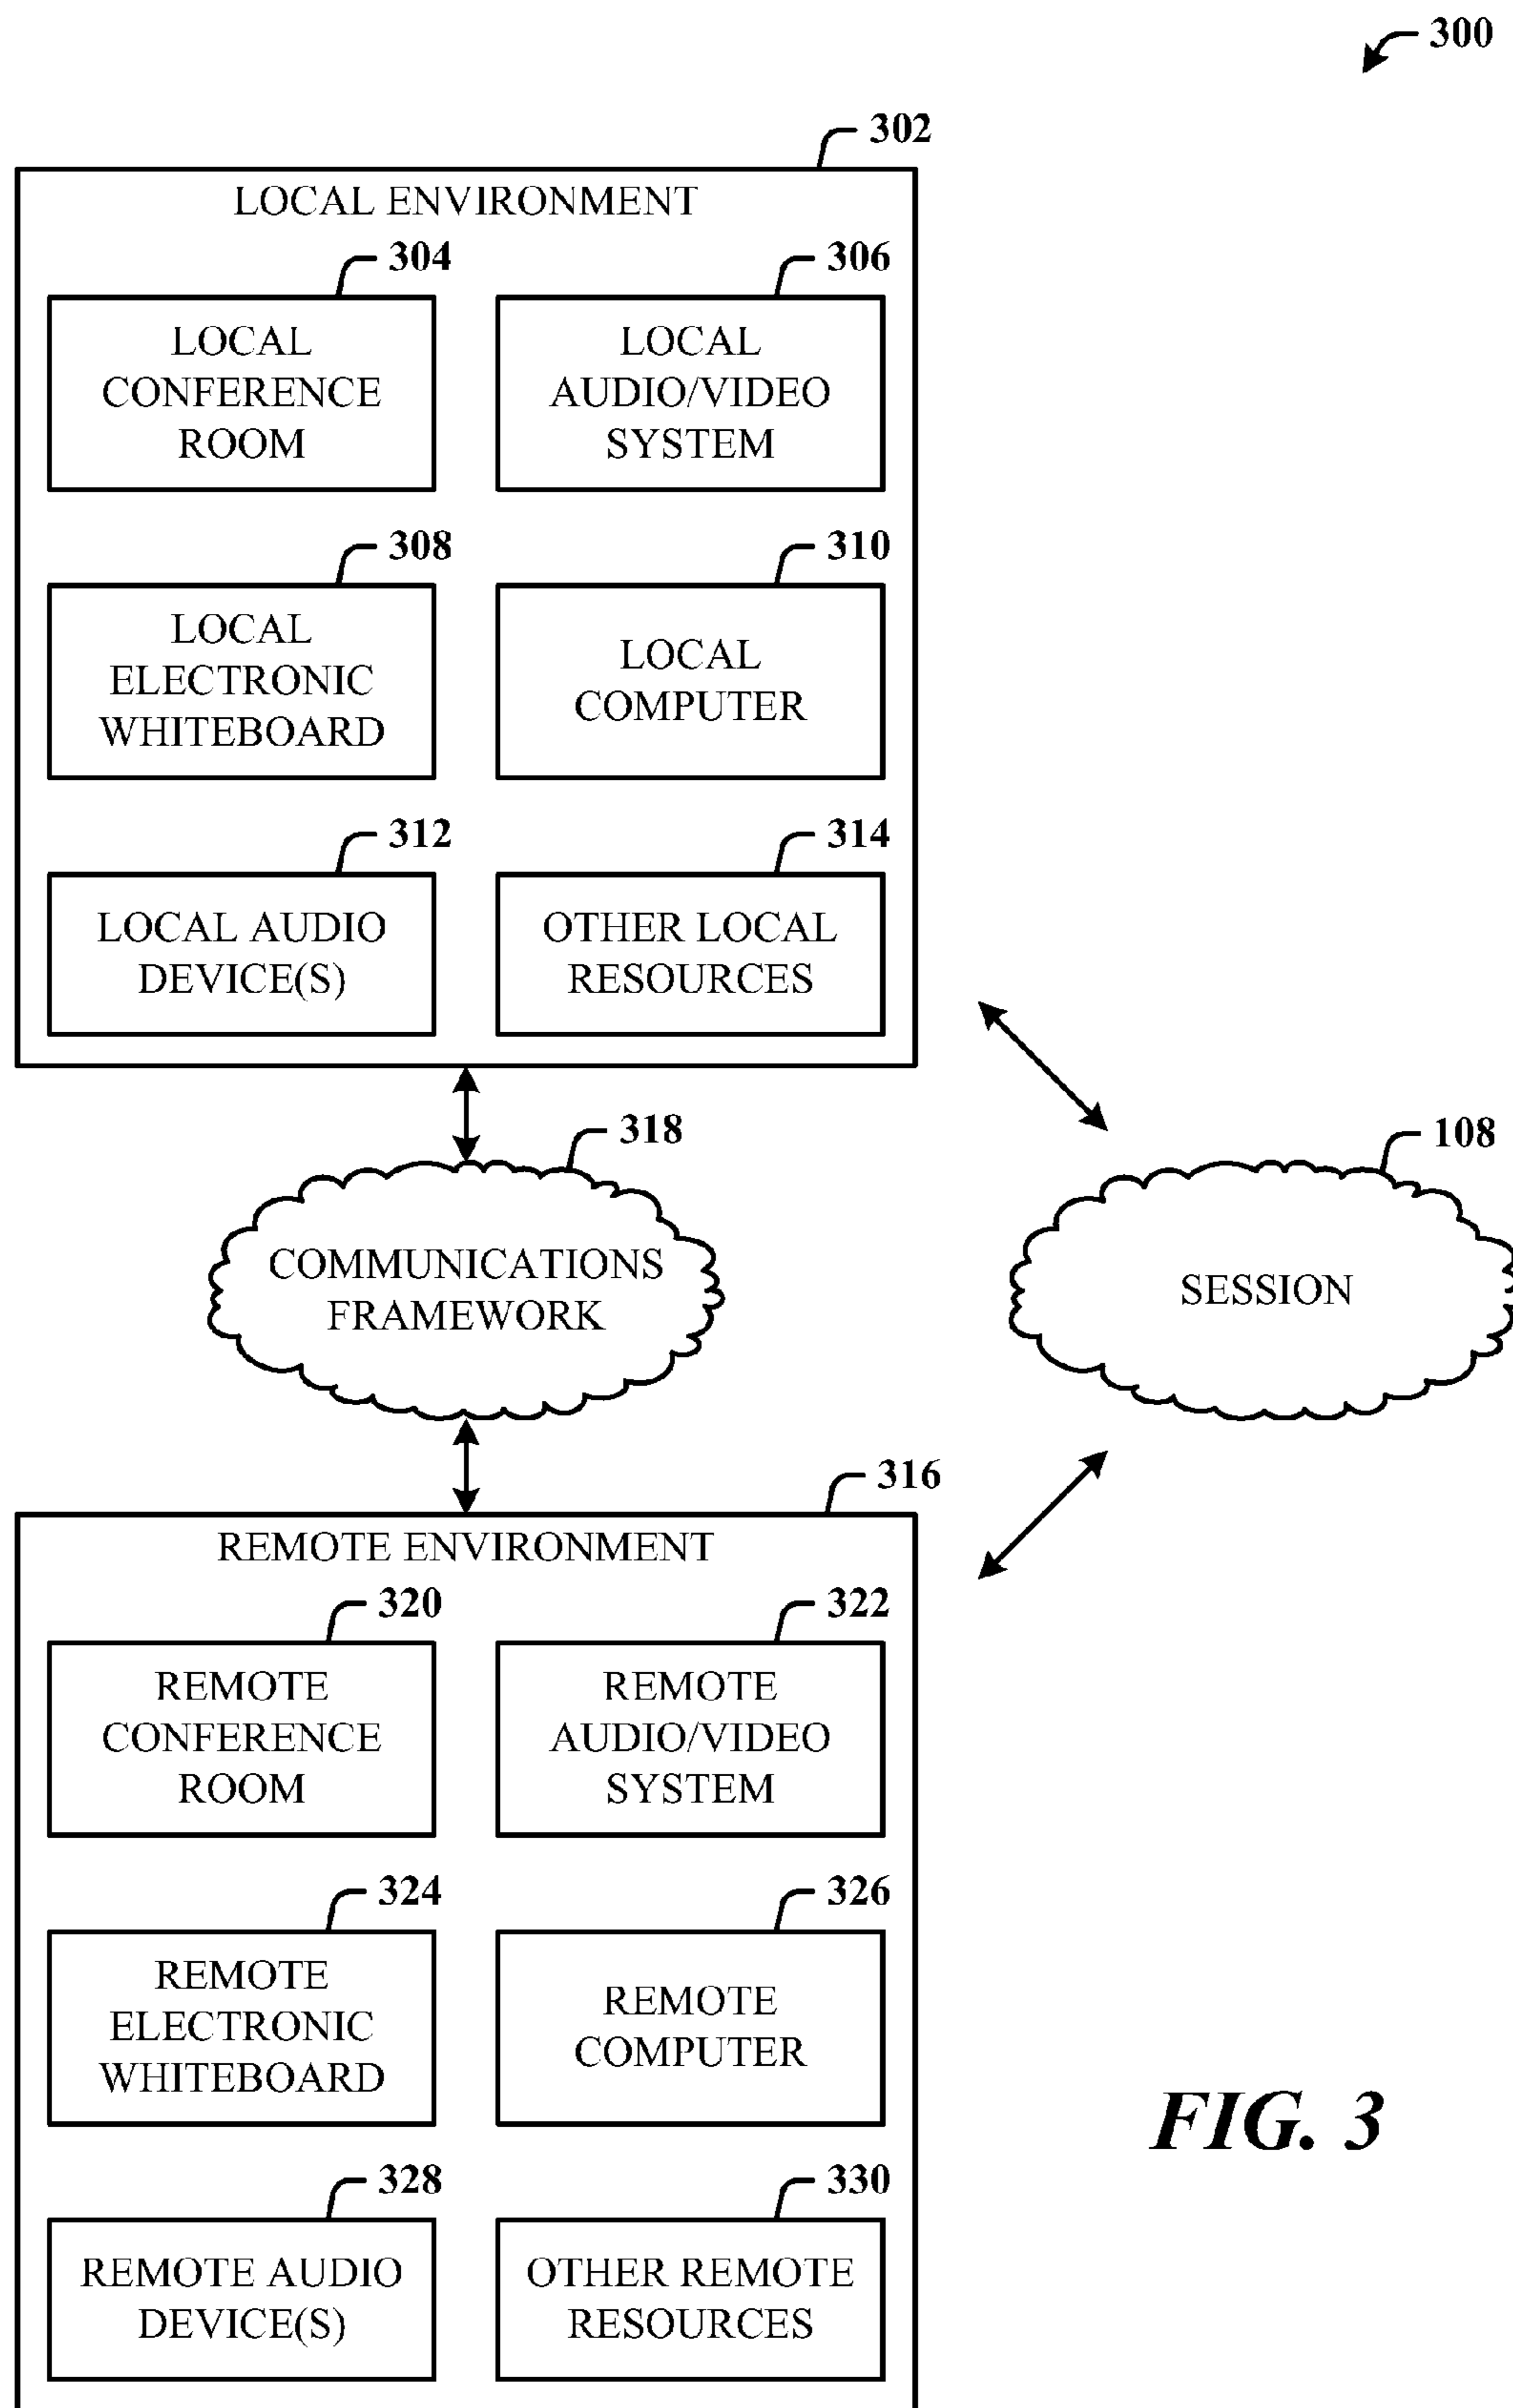 300
302
LOCAL ENVIRONMENT
304
306
LOCAL
CONFERENCE
ROOM
LOCAL
AUDIO/VIDEO
SYSTEM
308
310
LOCAL
ELECTRONIC
WHITEBOARD
LOCAL
COMPUTER
312
314
LOCAL AUDIO
DEVICE(S)
OTHER LOCAL
RESOURCES
318
108
COMMUNICATIONS
FRAMEWORK
SESSION
316
REMOTE ENVIRONMENT
320
322
REMOTE
CONFERENCE
ROOM
REMOTE
AUDIO/VIDEO
SYSTEM
324
326
REMOTE
ELECTRONIC
WHITEBOARD
REMOTE
COMPUTER
FIG. 3
328
330
REMOTE AUDIO
DEVICE(S)
OTHER REMOTE
RESOURCES